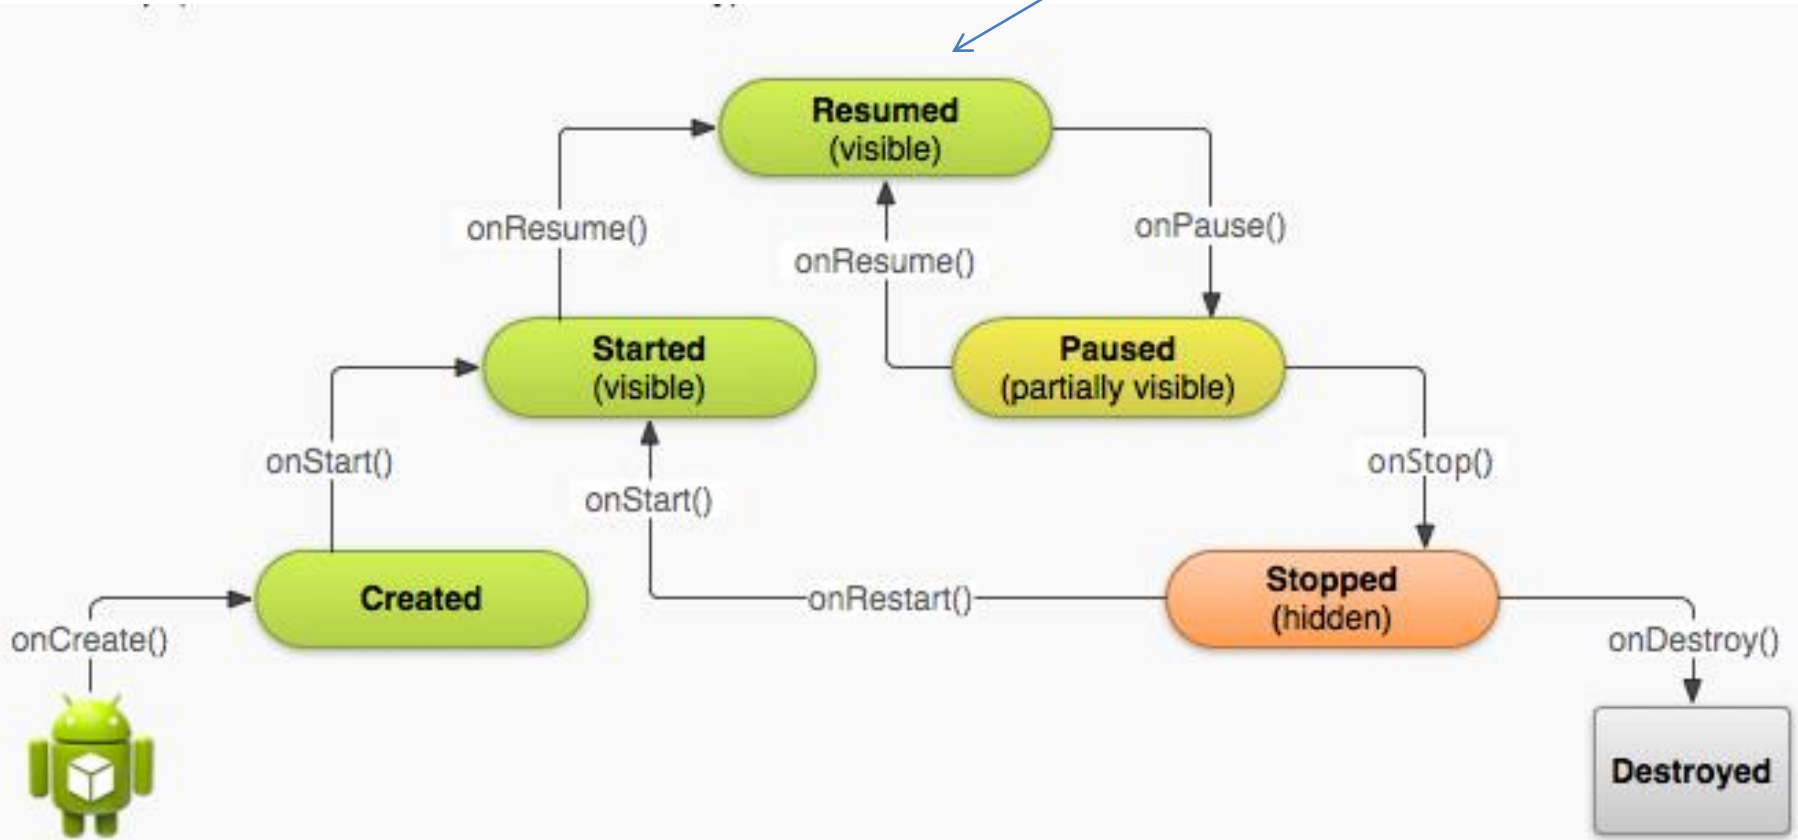 Resumed
(visible)
onResume()
onPause()
onResume()
Started
(visible)
Paused
(partially visible)
onStart()
onStop()
onStart()
Created
Stopped
(hidden)
onRestart()
onCreate()
onDestroy()
Destroyed